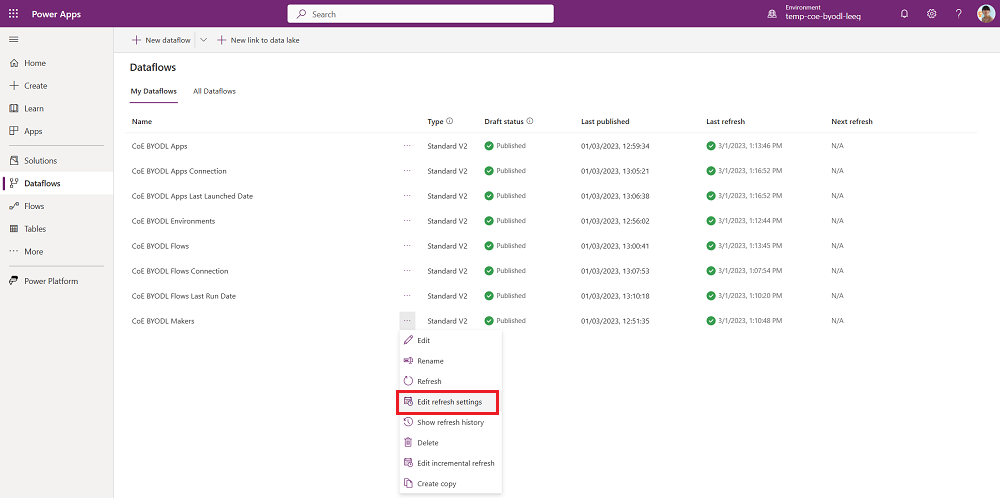 Power Apps
Search
Environment
temp-coe-byodl-leeq
New dataflow
New link to data lake
Home
Create
Learn
Apps
Solutions
Dataflows
Flows
Tables
More
Power Platform
Dataflows
My Dataflows All Dataflows
Name Type Draft status Last published Last refresh Next refresh
CoE BYODL Apps ... Standard V2 Published 01/03/2023, 12:59:34 3/1/2023, 1:13:46 PM N/A
CoE BYODL Apps Connection ... Standard V2 Published 01/03/2023, 13:05:21 3/1/2023, 1:16:52 PM N/A
CoE BYODL Apps Last Launched Date ... Standard V2 Published 01/03/2023, 13:06:38 3/1/2023, 1:16:52 PM N/A
CoE BYODL Environments ... Standard V2 Published 01/03/2023, 12:56:02 3/1/2023, 1:12:44 PM N/A
CoE BYODL Flows ... Standard V2 Published 01/03/2023, 13:00:41 3/1/2023, 1:13:45 PM N/A
CoE BYODL Flows Connection ... Standard V2 Published 01/03/2023, 13:07:53 3/1/2023, 1:07:54 PM N/A
CoE BYODL Flows Last Run Date ... Standard V2 Published 01/03/2023, 13:10:18 3/1/2023, 1:10:20 PM N/A
CoE BYODL Makers ... Standard V2 Published 01/03/2023, 12:51:35 3/1/2023, 1:10:48 PM N/A
Edit
Rename
Refresh
Edit refresh settings
Show refresh history
Delete
Edit incremental refresh
Create copy